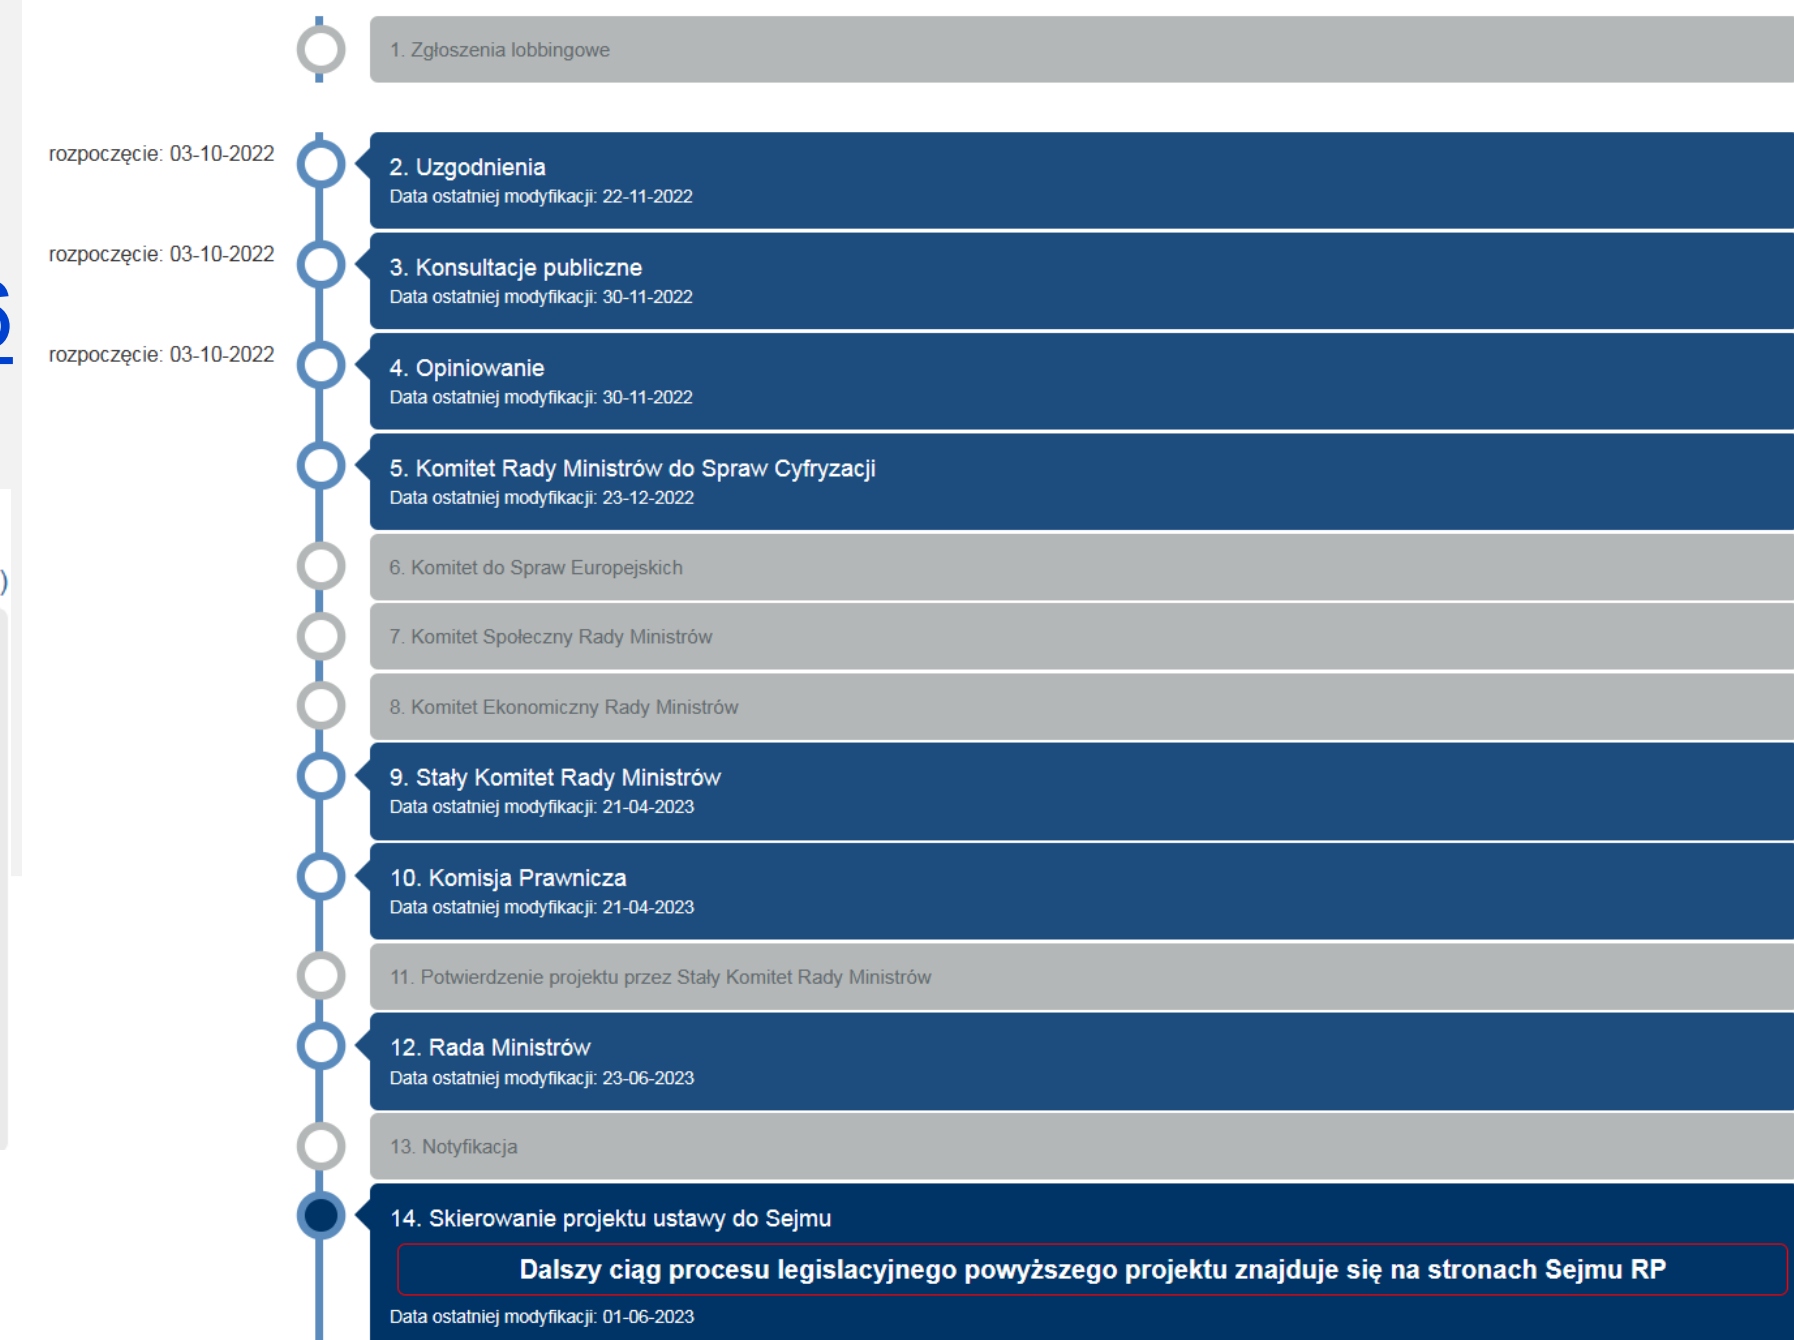 1. Zgłoszenia lobbingowe
rozpoczęcie: 03-10-2022
2. Uzgodnienia
Data ostatniej modyfikacji: 22-11-2022
rozpoczęcie: 03-10-2022
3. Konsultacje publiczne
Data ostatniej modyfikacji: 30-11-2022
rozpoczęcie: 03-10-2022
4. Opiniowanie
Data ostatniej modyfikacji: 30-11-2022
5. Komitet Rady Ministrów do Spraw Cyfryzacji
Data ostatniej modyfikacji: 23-12-2022
)
6. Komitet do Spraw Europejskich
7. Komitet Społeczny Rady Ministrów
8. Komitet Ekonomiczny Rady Ministrów
9. Stały Komitet Rady Ministrów
Data ostatniej modyfikacji: 21-04-2023
10. Komisja Prawnicza
Data ostatniej modyfikacji: 21-04-2023
11. Potwierdzenie projektu przez Stały Komitet Rady Ministrów
12. Rada Ministrów
Data ostatniej modyfikacji: 23-06-2023
13. Notyfikacja
14. Skierowanie projektu ustawy do Sejmu
Dalszy ciąg procesu legislacyjnego powyższego projektu znajduje się na stronach Sejmu RP
Data ostatniej modyfikacji: 01-06-2023